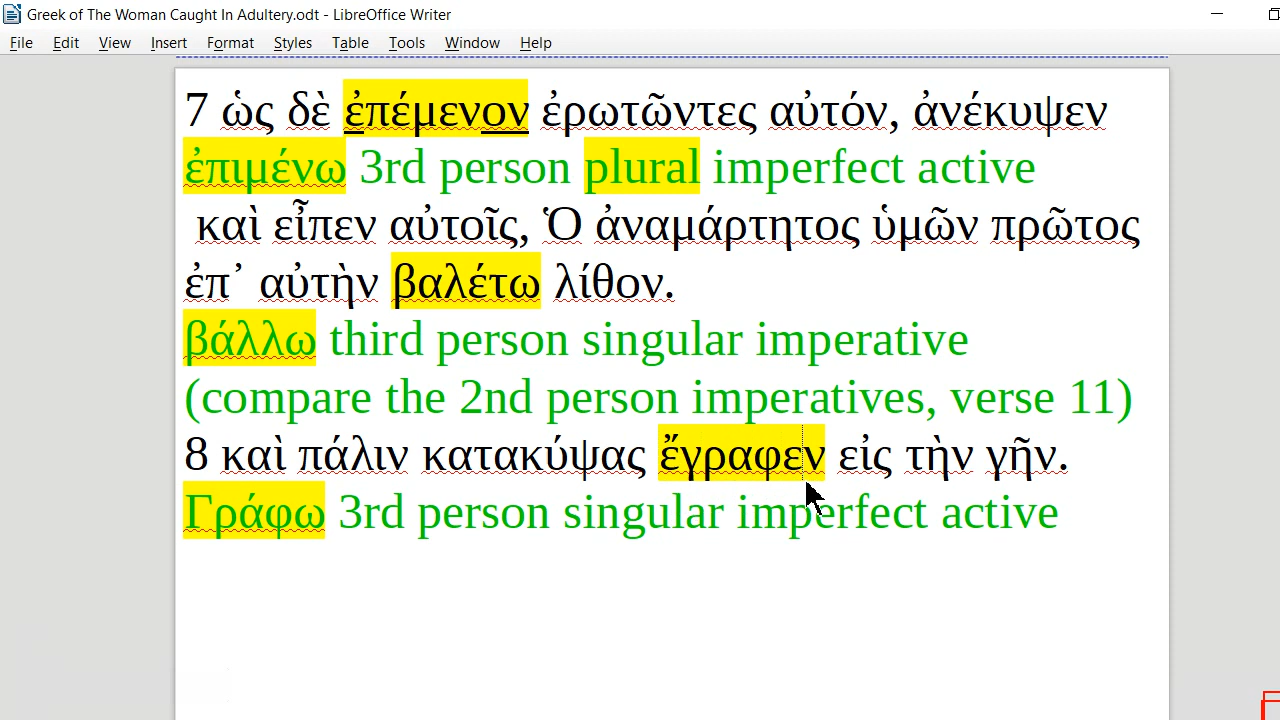 Greek of The Woman Caught In Adultery.odt - LibreOffice Writer
File Edit View Insert Format Styles Table Tools Window Help
7 ὡς δὲ ἐπέμενον ἐρωτῶντες αὐτόν, ἀνέκυψεν
ἐπιμένω 3rd person plural imperfect active
καὶ εἶπεν αὐτοῖς, Ὁ ἀναμάρτητος ὑμῶν πρῶτος
ἐπ᾽ αὐτὴν βαλέτω λίθον.
βάλλω third person singular imperative
(compare the 2nd person imperatives, verse 11)
8 καὶ πάλιν κατακύψας ἔγραφεν εἰς τὴν γῆν.
Γράφω 3rd person singular imperfect active